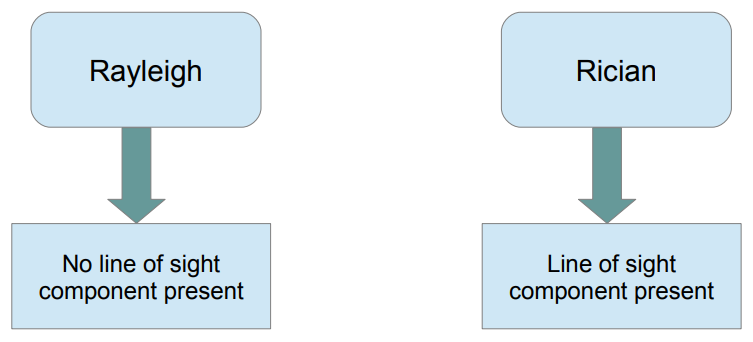 Rayleigh
Rician
No line of sight
component present
Line of sight
component present